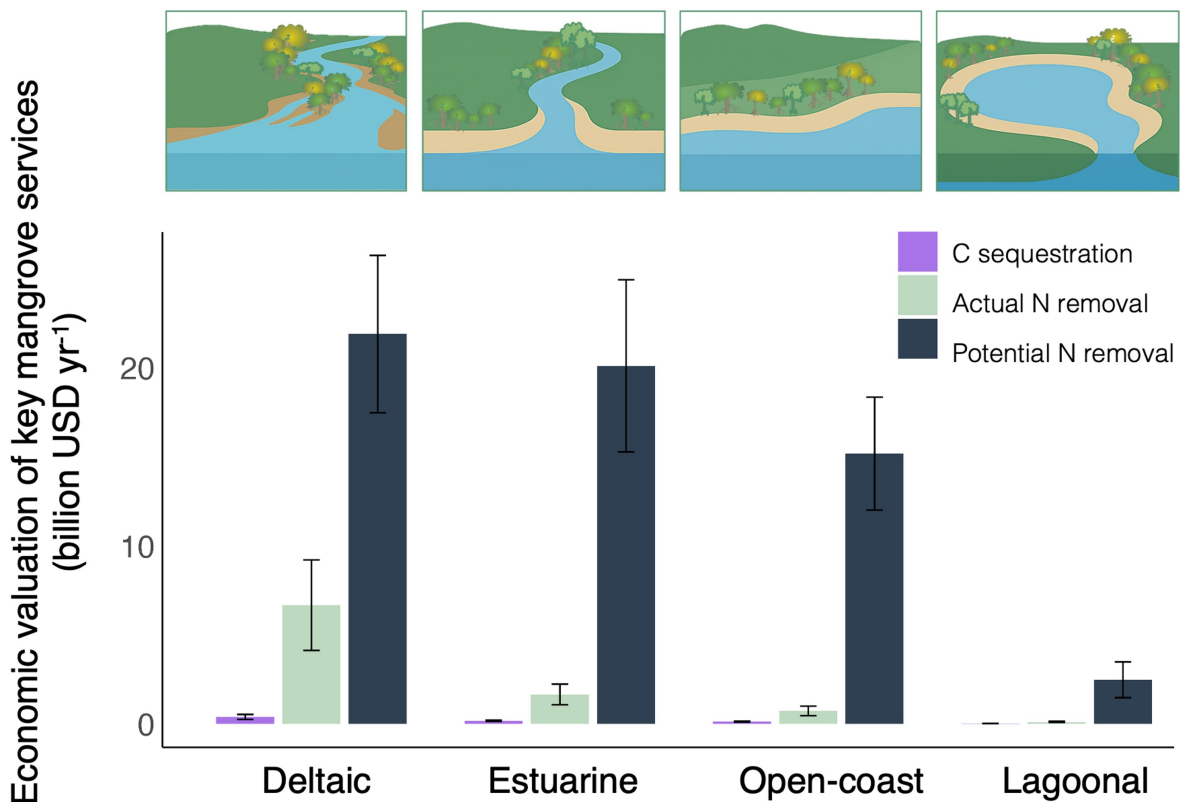 Economic valuation of key mangrove services
(billion USD yr⁻¹)
C sequestration
Actual N removal
Potential N removal
20
10
0
Deltaic
Estuarine
Open-coast
Lagoonal